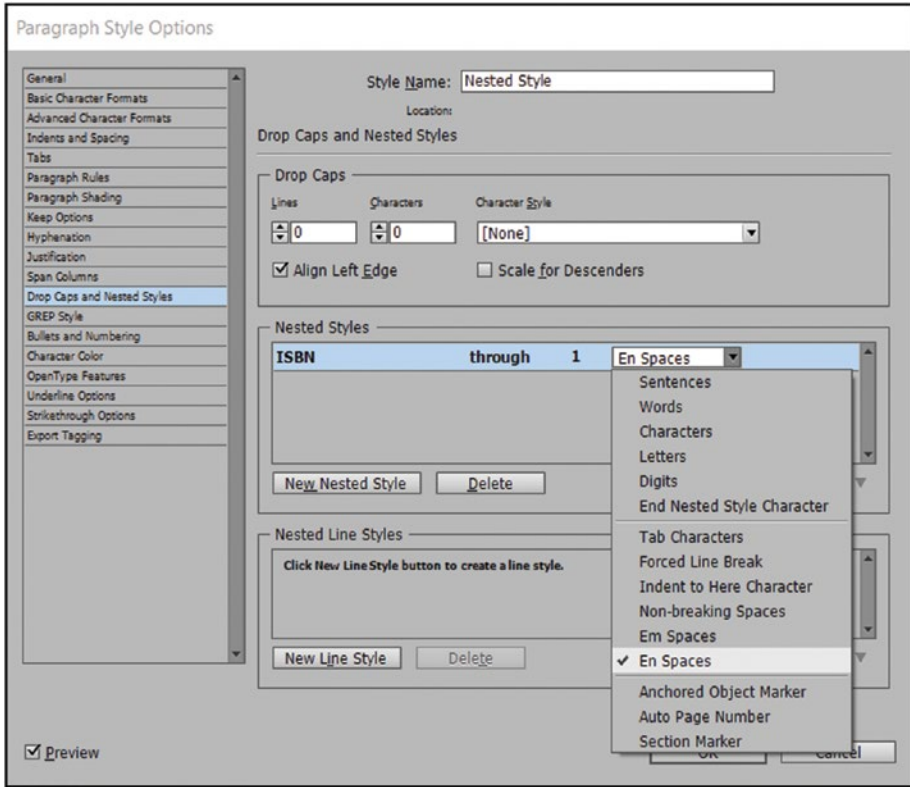 Paragraph Style Options
General
Basic Character Formats
Advanced Character Formats
Indents and Spacing
Tabs
Paragraph Rules
Paragraph Shading
Keep Options
Hyphenation
Justification
Span Columns
Drop Caps and Nested Styles
GREP Style
Bullets and Numbering
Character Color
OpenType Features
Underline Options
Strikethrough Options
Export Tagging
Style Name: Nested Style
Location:
Drop Caps and Nested Styles
Drop Caps
Lines Characters Character Style
0 0 [None]
Align Left Edge Scale for Descenders
Nested Styles
ISBN through 1 En Spaces
Sentences
Words
Characters
Letters
Digits
End Nested Style Character
Tab Characters
Forced Line Break
Indent to Here Character
Non-breaking Spaces
Em Spaces
En Spaces
Anchored Object Marker
Auto Page Number
Section Marker
New Nested Style Delete
Nested Line Styles
Click New Line Style button to create a line style.
New Line Style Delete
Preview
OK Cancel